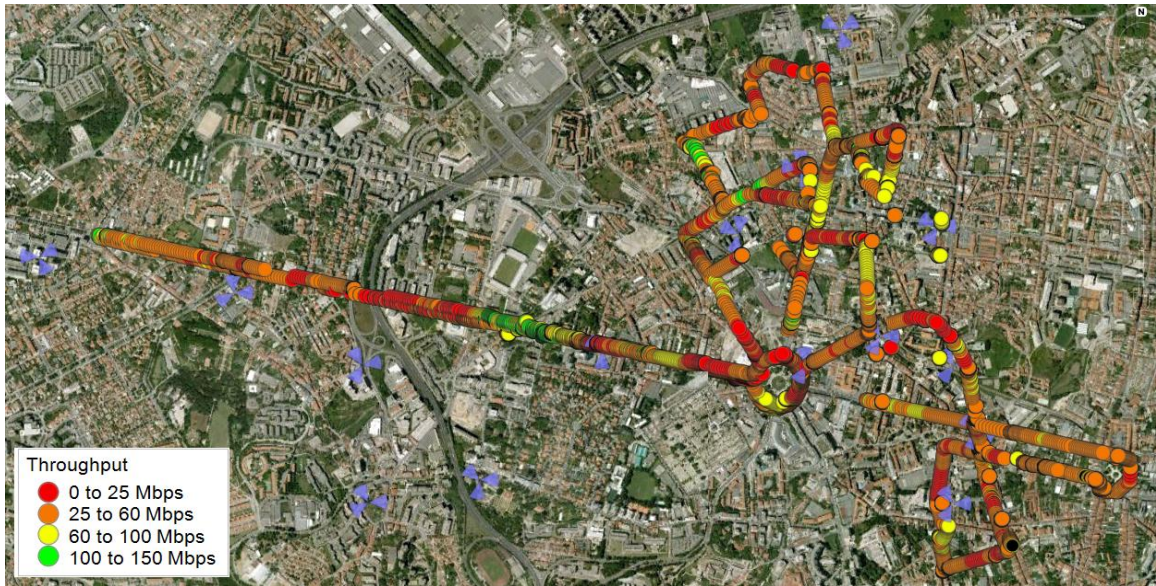 N
Throughput
0 to 25 Mbps
25 to 60 Mbps
60 to 100 Mbps
100 to 150 Mbps